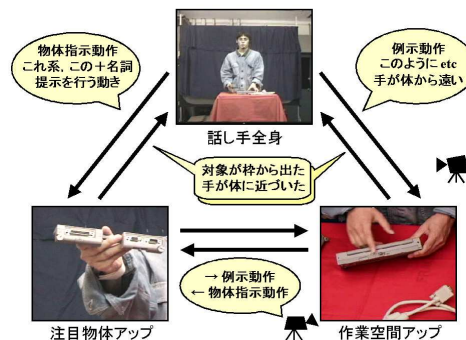 物体指示動作
これ系、この＋名詞
提示を行う動き
例示動作
このように etc
手が体から遠い
話し手全身
対象が枠から出た
手が体に近づいた
→ 例示動作
← 物体指示動作
注目物体アップ
作業空間アップ